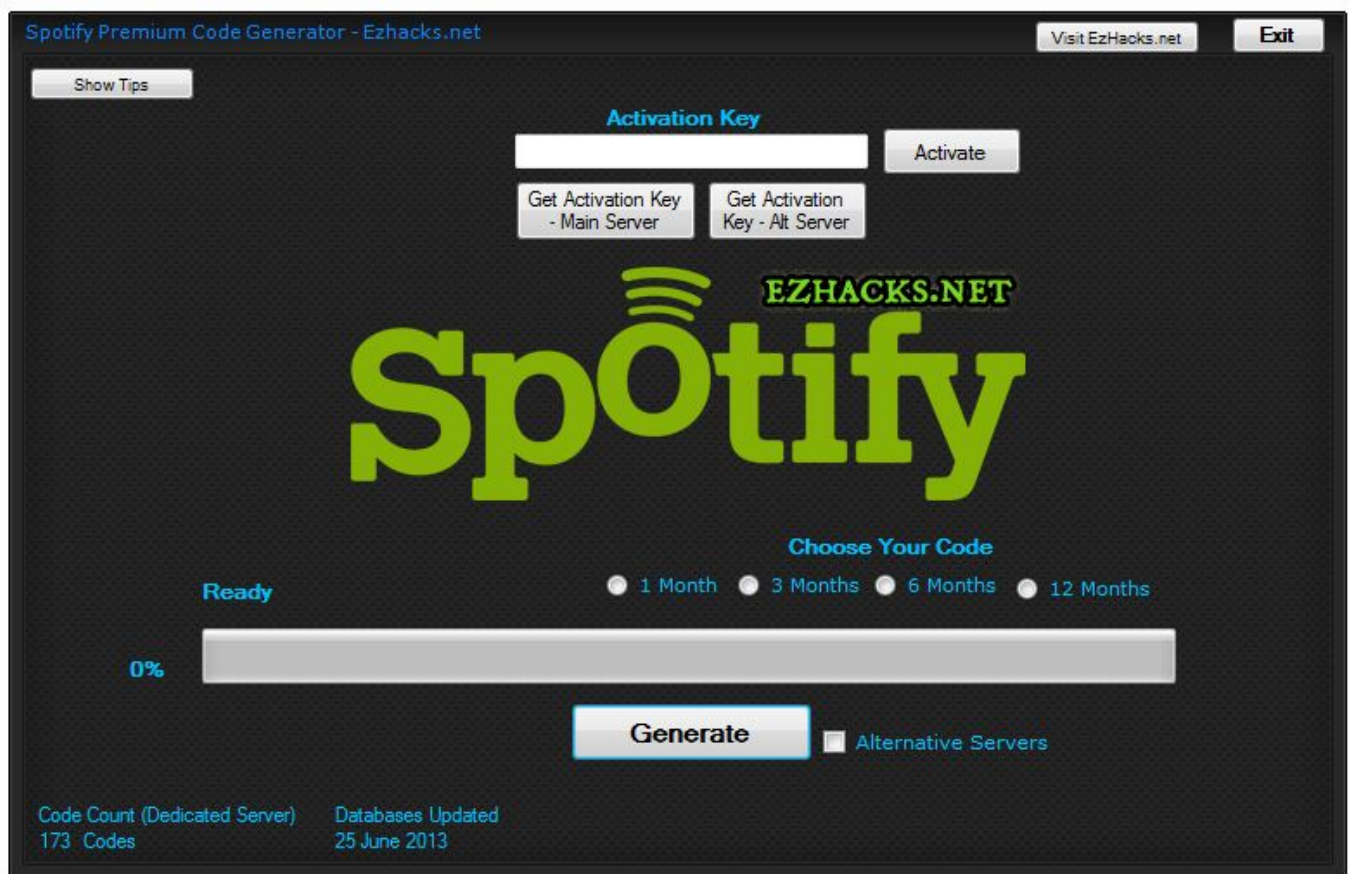 Spotify Premium Code Generator - Ezhacks.net
Visit EzHacks.net
Exit
Show Tips
Activation Key
Activate
Get Activation Key
- Main Server
Get Activation
Key - Alt Server
EZHACKS.NET
Spotify
Choose Your Code
Ready
1 Month
3 Months
6 Months
12 Months
0%
Generate
Alternative Servers
Code Count (Dedicated Server)
173 Codes
Databases Updated
25 June 2013